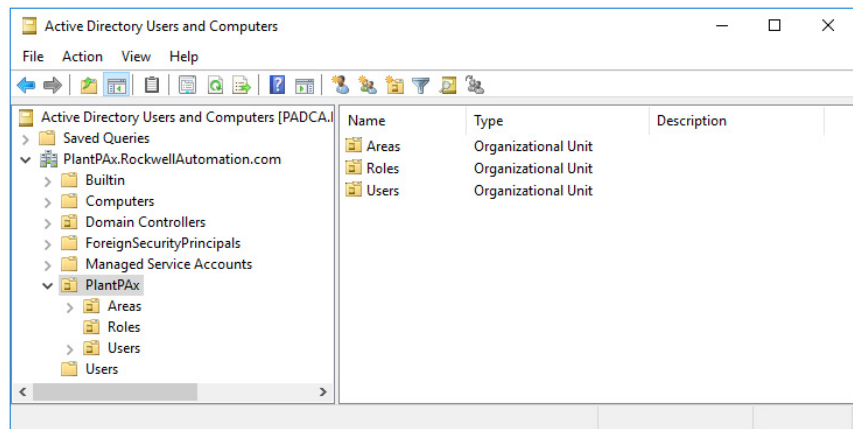 Active Directory Users and Computers
File Action View Help
Active Directory Users and Computers [PADCA.
Saved Queries
PlantPAx.RockwellAutomation.com
Builtin
Computers
Domain Controllers
ForeignSecurityPrincipals
Managed Service Accounts
PlantPAx
Areas
Roles
Users
Users
Name Type Description
Areas Organizational Unit
Roles Organizational Unit
Users Organizational Unit